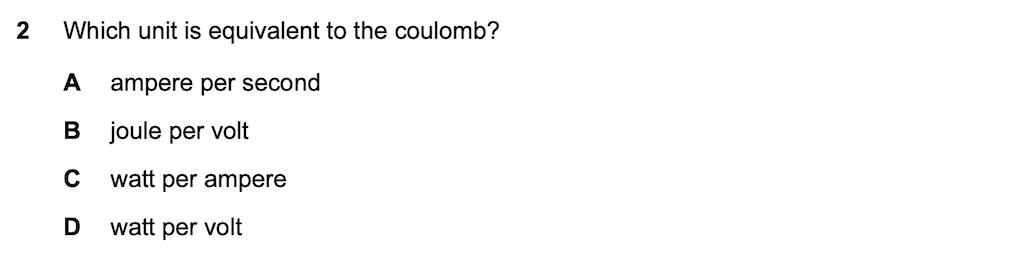 2 Which unit is equivalent to the coulomb?
A ampere per second
B joule per volt
C watt per ampere
D watt per volt